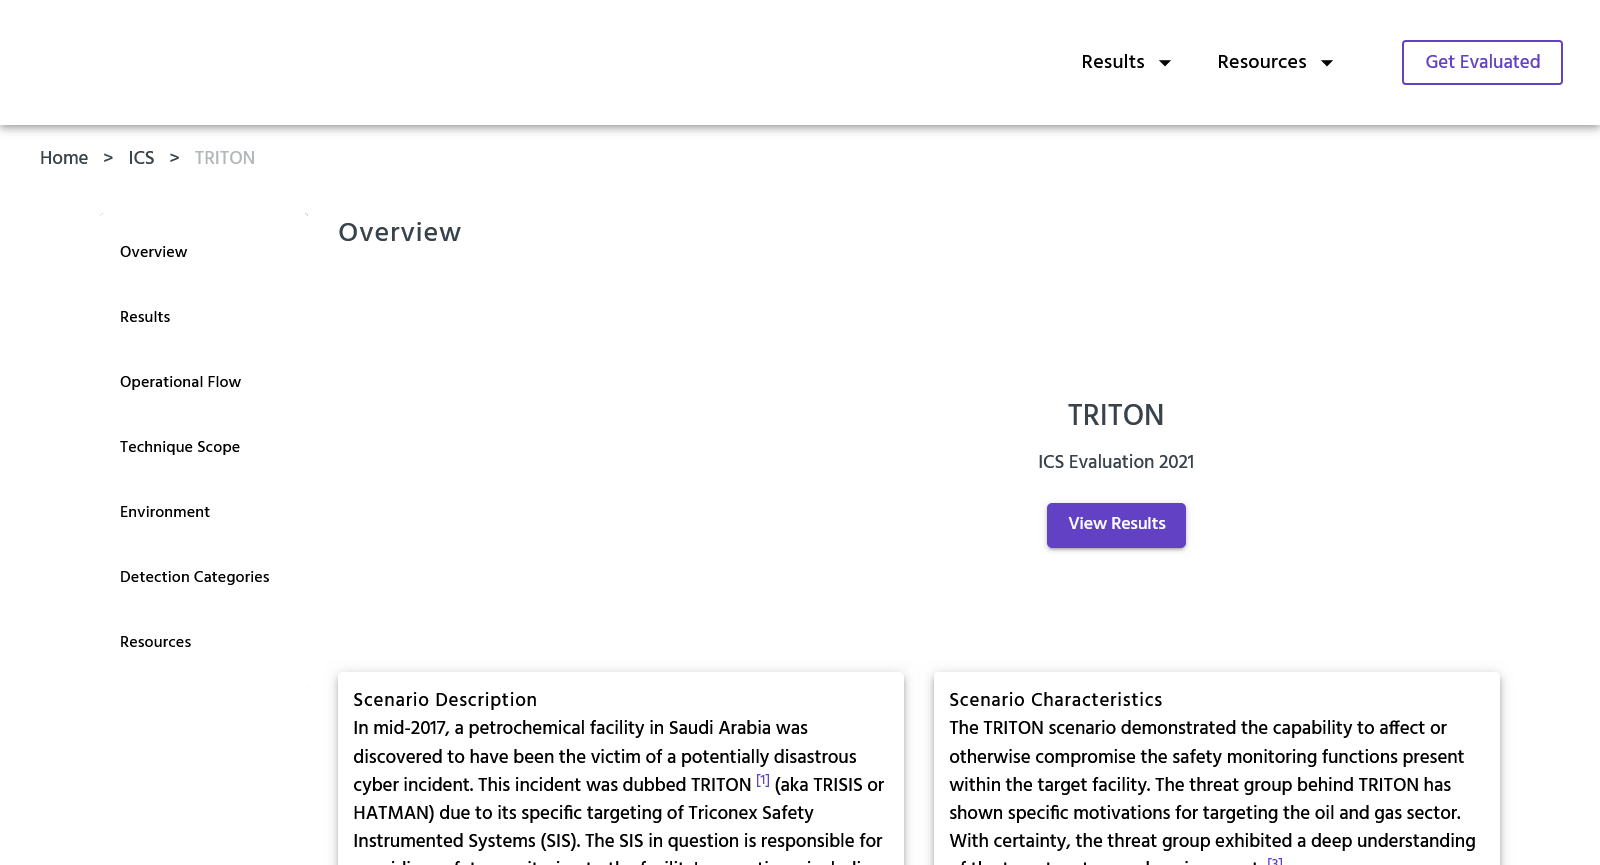 Results
Resources
Get Evaluated
Home > ICS > TRITON
Overview
Results
Operational Flow
Technique Scope
Environment
Detection Categories
Resources
Overview
TRITON
ICS Evaluation 2021
View Results
Scenario Description
In mid-2017, a petrochemical facility in Saudi Arabia was
discovered to have been the victim of a potentially disastrous
cyber incident. This incident was dubbed TRITON [1] (aka TRISIS or
HATMAN) due to its specific targeting of Triconex Safety
Instrumented Systems (SIS). The SIS in question is responsible for
Scenario Characteristics
The TRITON scenario demonstrated the capability to affect or
otherwise compromise the safety monitoring functions present
within the target facility. The threat group behind TRITON has
shown specific motivations for targeting the oil and gas sector.
With certainty, the threat group exhibited a deep understanding
[3]